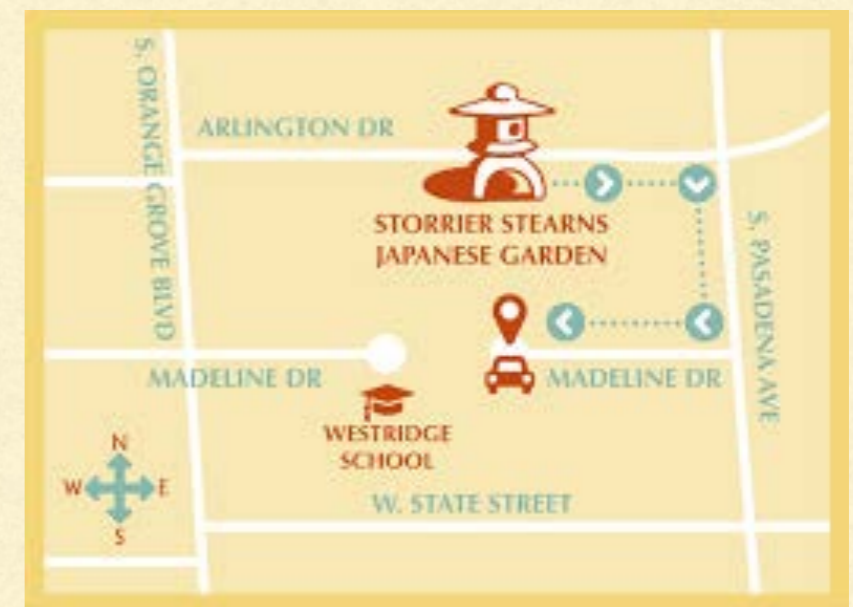 S. ORANGE GROVE BLVD
ARLINGTON DR
STORRIER STEARNS
JAPANESE GARDEN
S. PASADENA AVE
MADELINE DR
MADELINE DR
WESTRIDGE
SCHOOL
N
W
E
S
W. STATE STREET